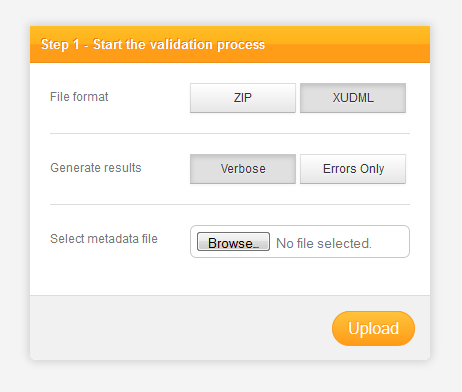 Step 1 - Start the validation process
File format ZIP XUDML
Generate results Verbose Errors Only
Select metadata file Browse... No file selected.
Upload